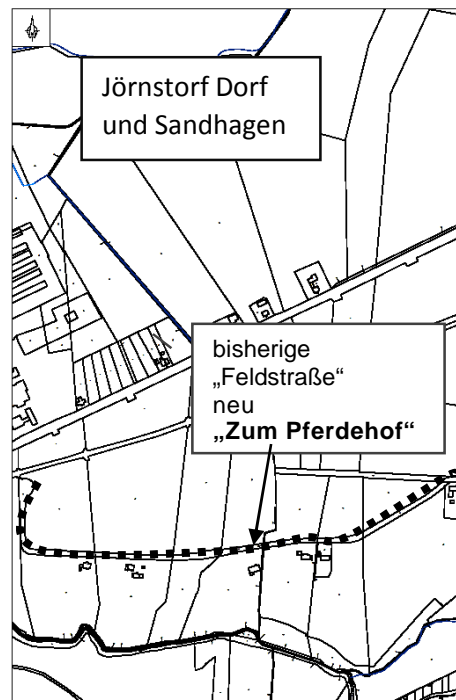 Jörnstorf Dorf
und Sandhagen
bisherige
„Feldstraße“
neu
„Zum Pferdehof“